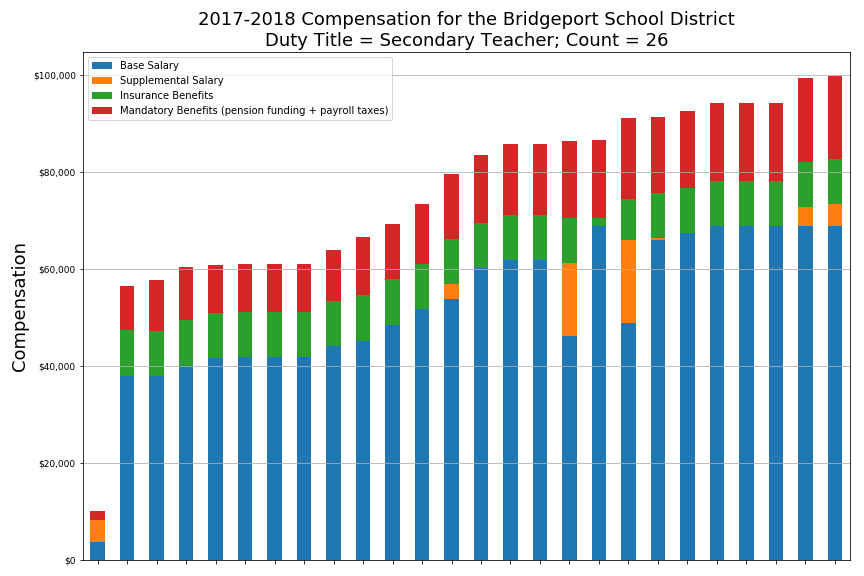 2017-2018 Compensation for the Bridgeport School District
Duty Title = Secondary Teacher; Count = 26
Base Salary
Supplemental Salary
Insurance Benefits
Mandatory Benefits (pension funding + payroll taxes)
Compensation
$100,000
$80,000
$60,000
$40,000
$20,000
$0